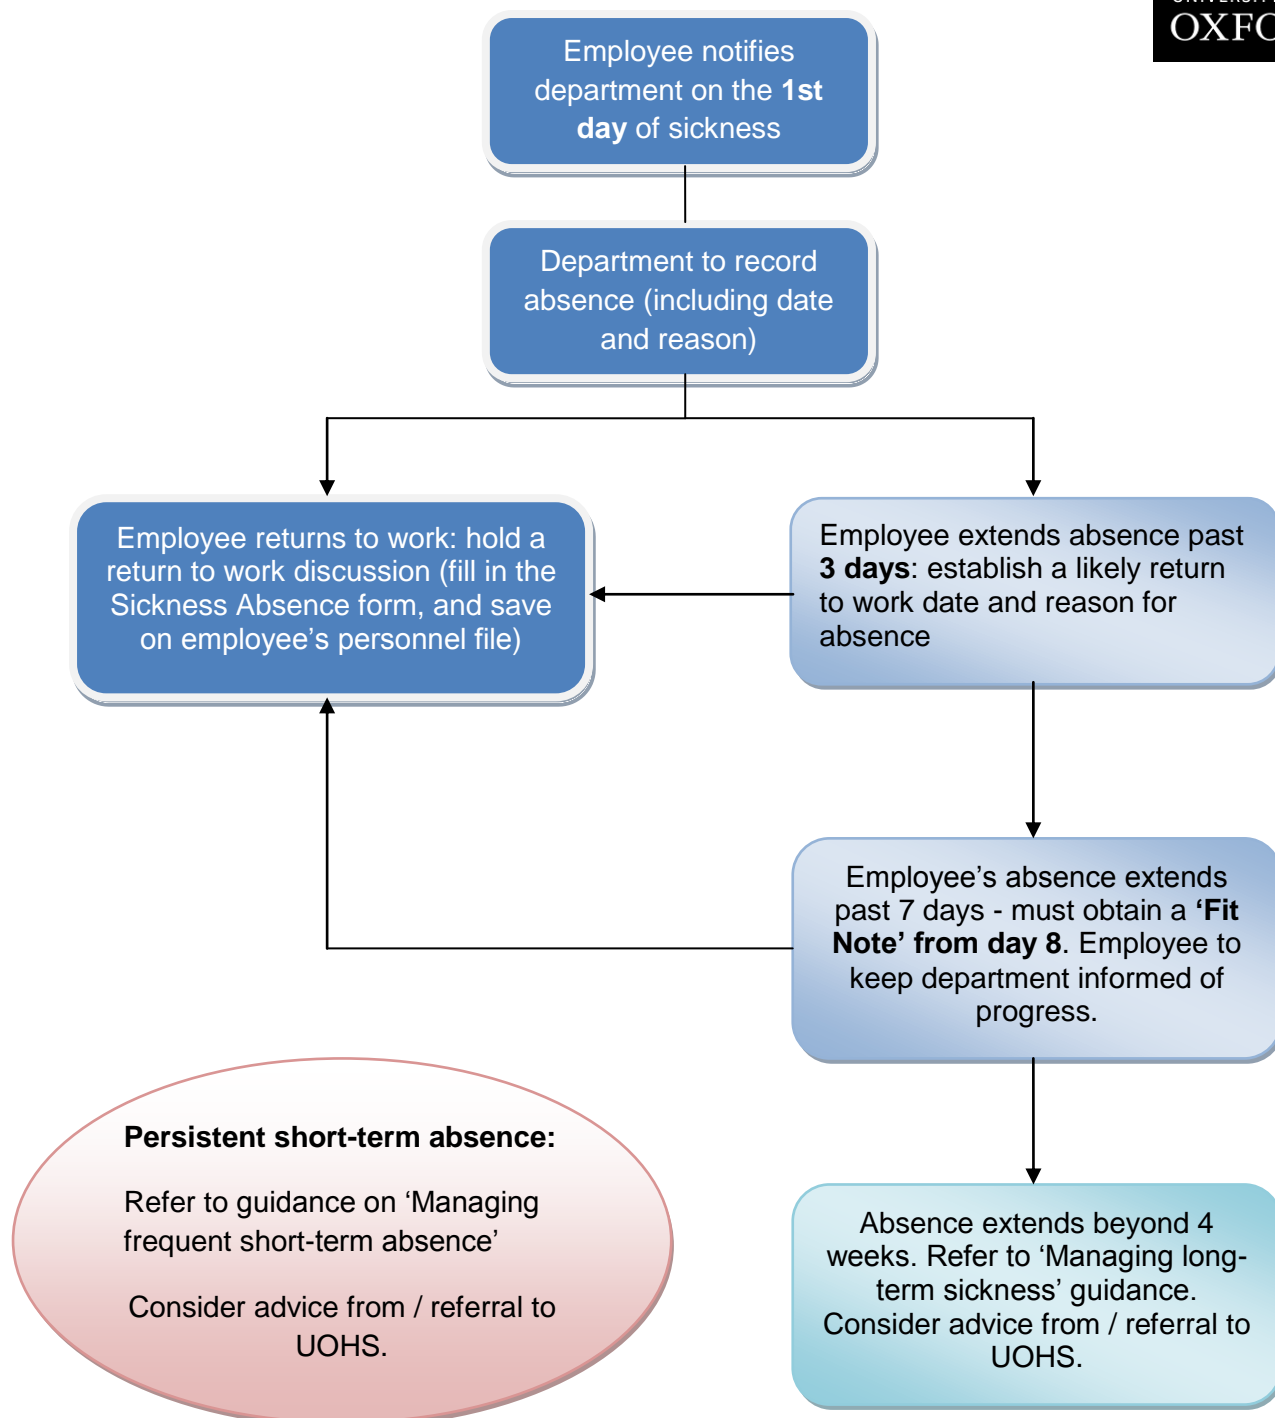 OXFO
Employee notifies
department on the 1st
day of sickness
Department to record
absence (including date
and reason)
Employee returns to work: hold a
return to work discussion (fill in the
Sickness Absence form, and save
on employee’s personnel file)
Employee extends absence past
3 days: establish a likely return
to work date and reason for
absence
Employee’s absence extends
past 7 days - must obtain a ‘Fit
Note’ from day 8. Employee to
keep department informed of
progress.
Persistent short-term absence:
Refer to guidance on ‘Managing
frequent short-term absence’
Consider advice from / referral to
UOHS.
Absence extends beyond 4
weeks. Refer to ‘Managing long-
term sickness’ guidance.
Consider advice from / referral to
UOHS.